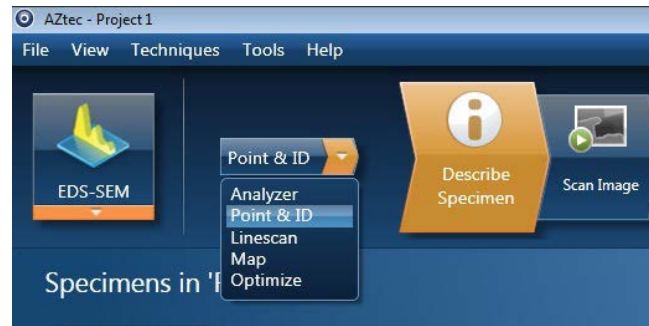 AZtec - Project 1
File View Techniques Tools Help
Point & ID
EDS-SEM
Analyzer
Point & ID
Linescan
Map
Optimize
Describe
Specimen
Scan Image
Specimens in